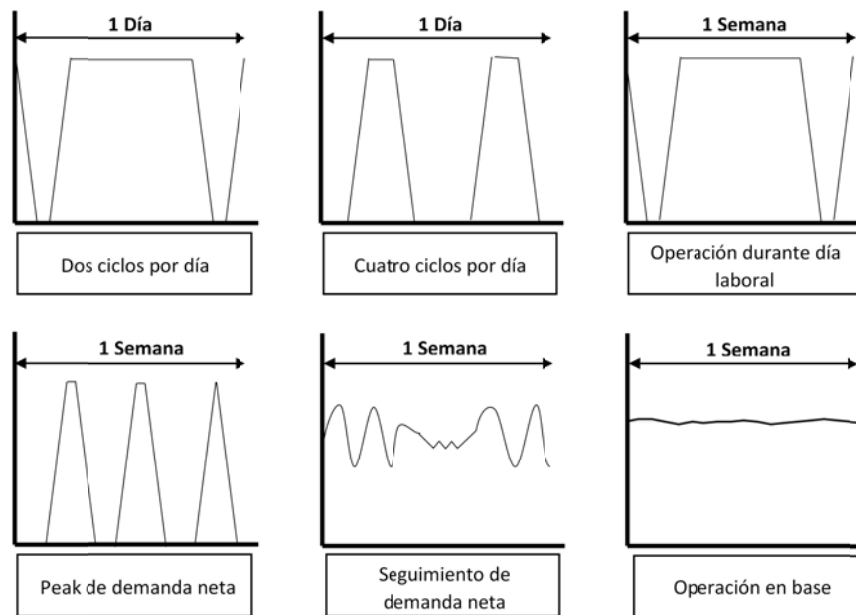 1 Día
1 Día
1 Semana
Dos ciclos por día
Cuatro ciclos por día
Operación durante día
laboral
1 Semana
1 Semana
1 Semana
Peak de demanda neta
Seguimiento de
demanda neta
Operación en base